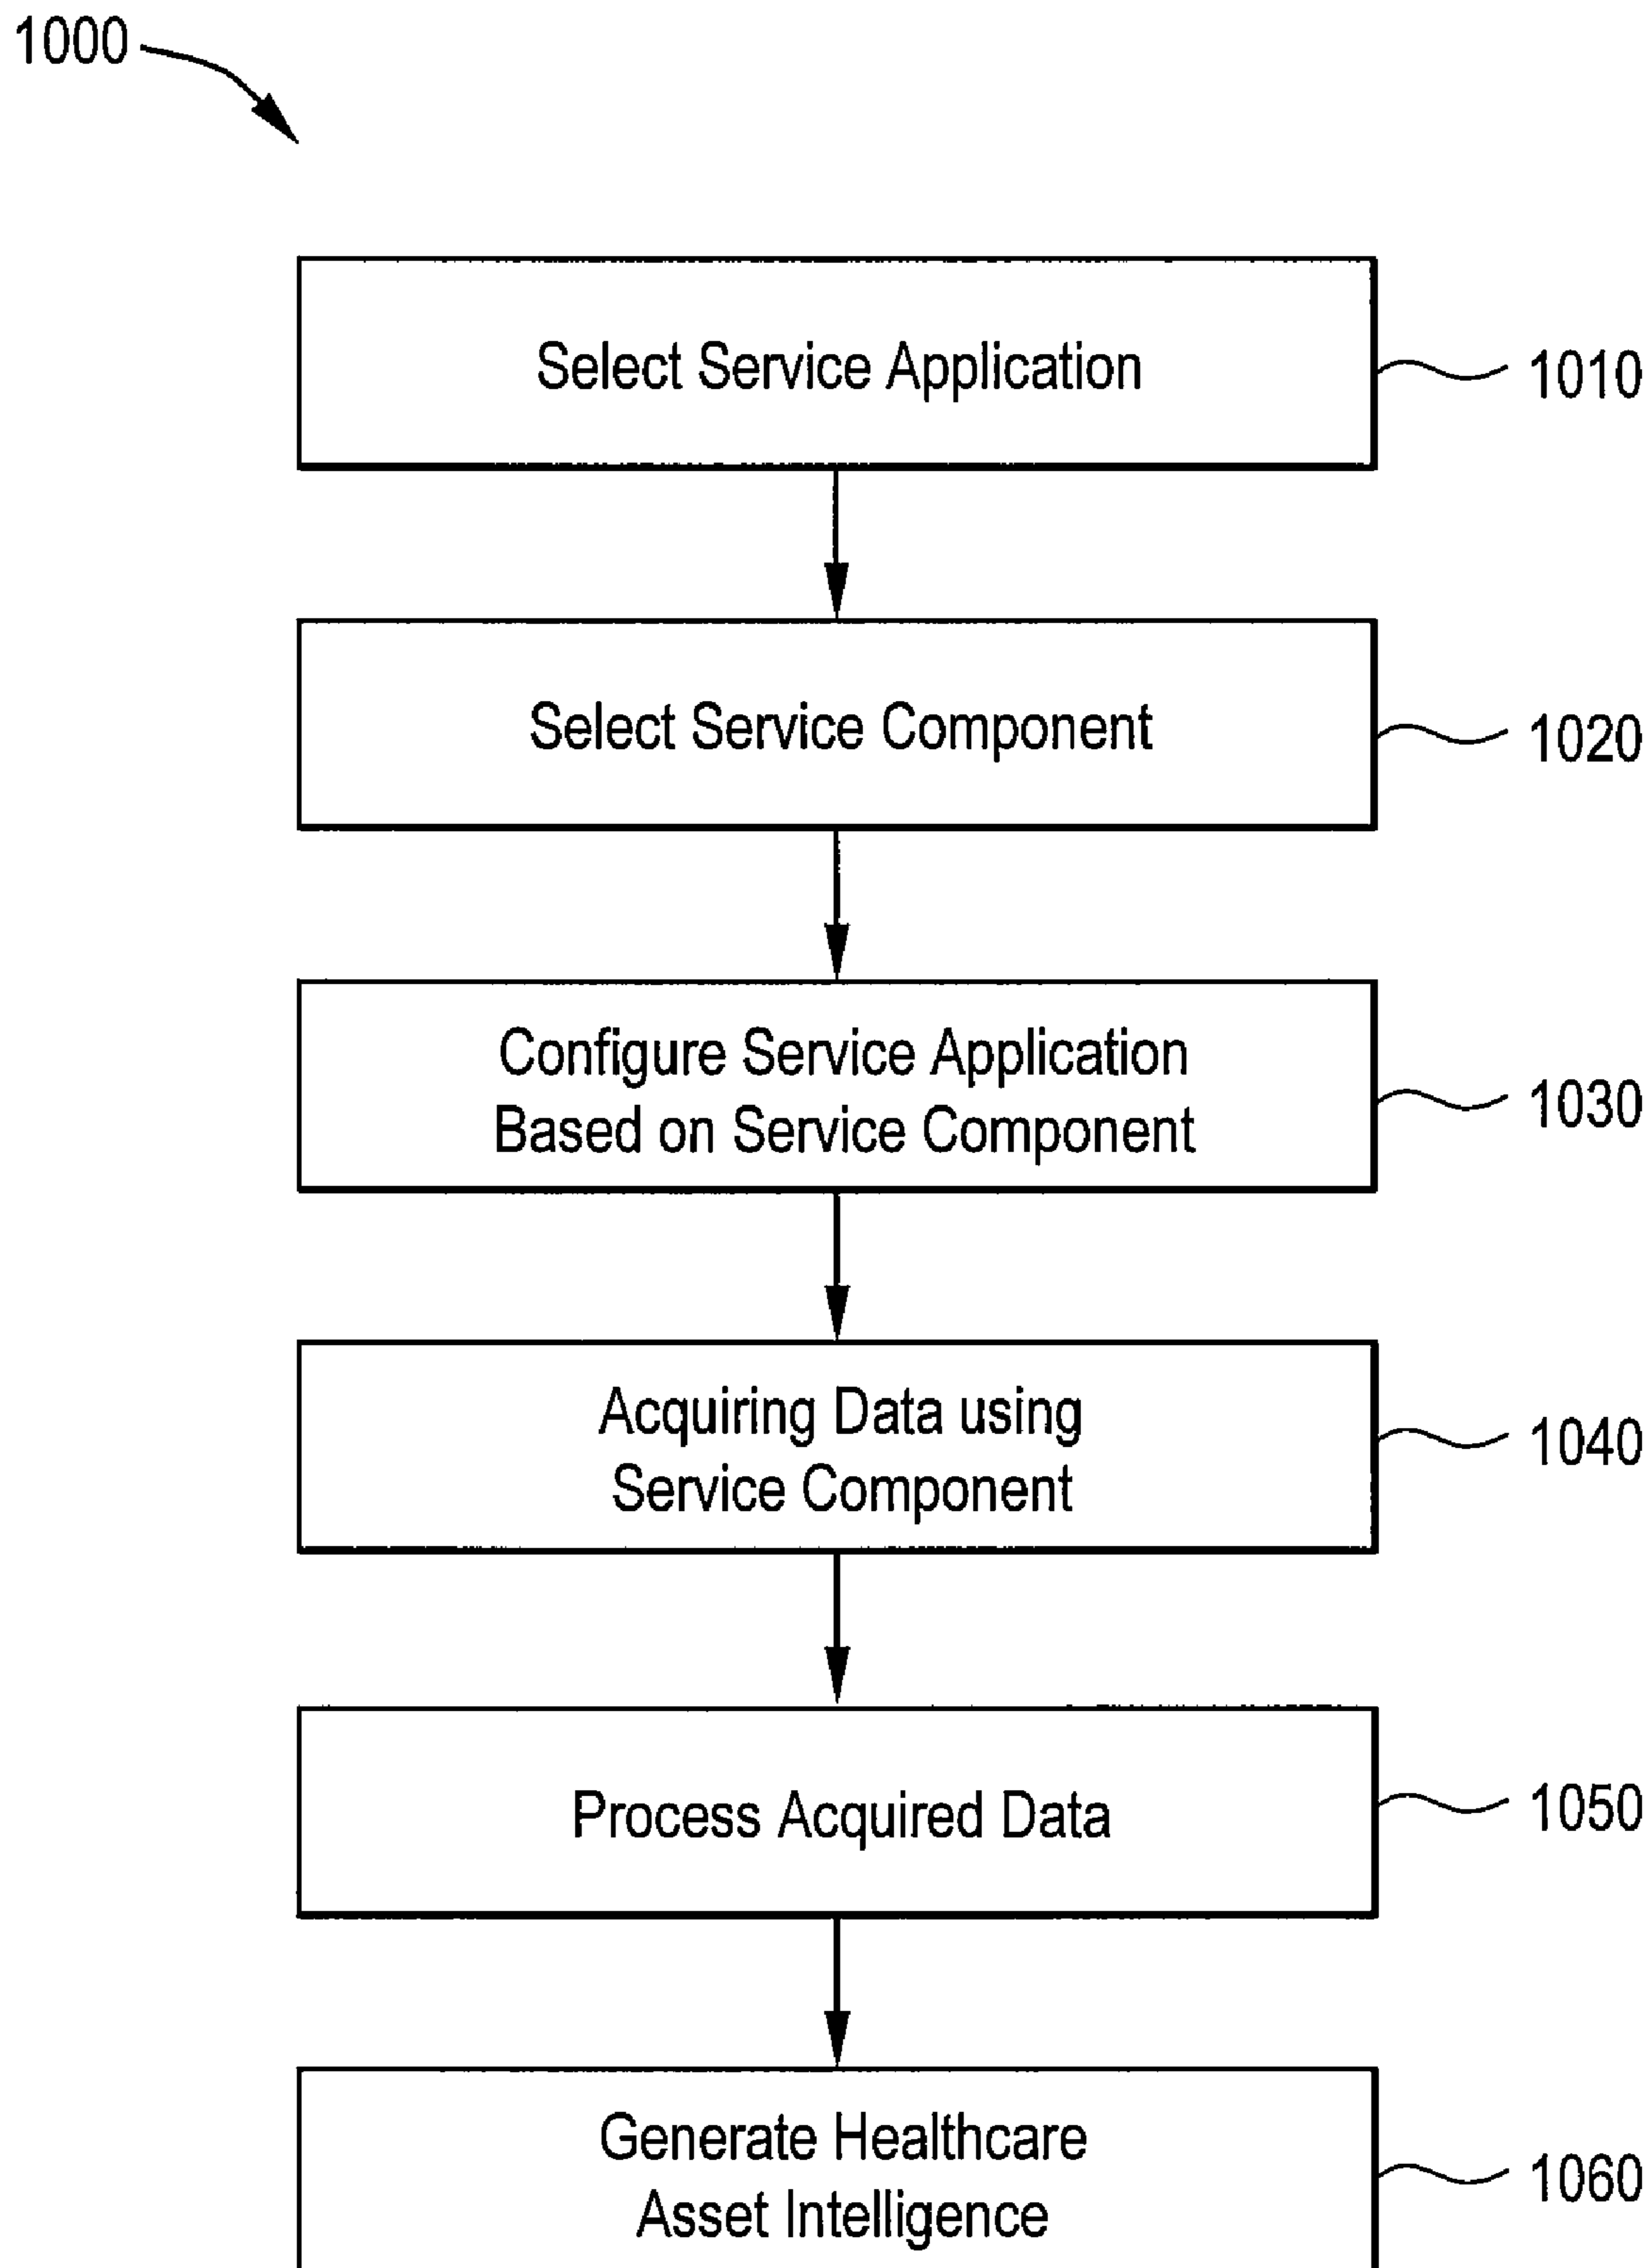 1000
Select Service Application
1010
Select Service Component
1020
Configure Service Application
Based on Service Component
1030
Acquiring Data using
Service Component
1040
Process Acquired Data
1050
Generate Healthcare
Asset Intelligence
1060